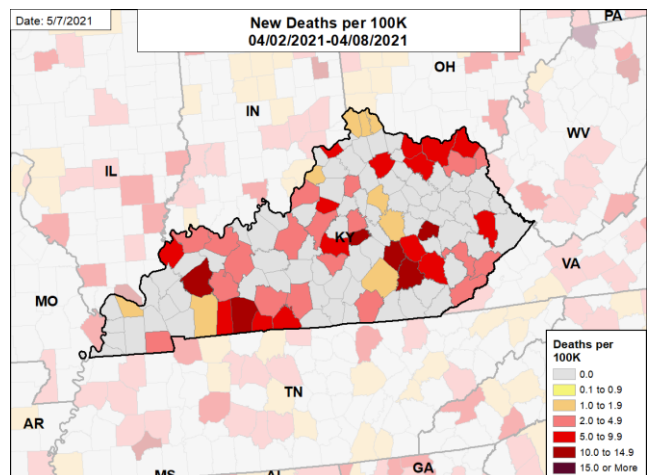 Date: 5/7/2021
New Deaths per 100K
04/02/2021-04/08/2021
PA
OH
IN
WV
IL
KY
VA
MO
TN
AR
MS
AL
GA
Deaths per
100K
0.0
0.1 to 0.9
1.0 to 1.9
2.0 to 4.9
5.0 to 9.9
10.0 to 14.9
15.0 or More